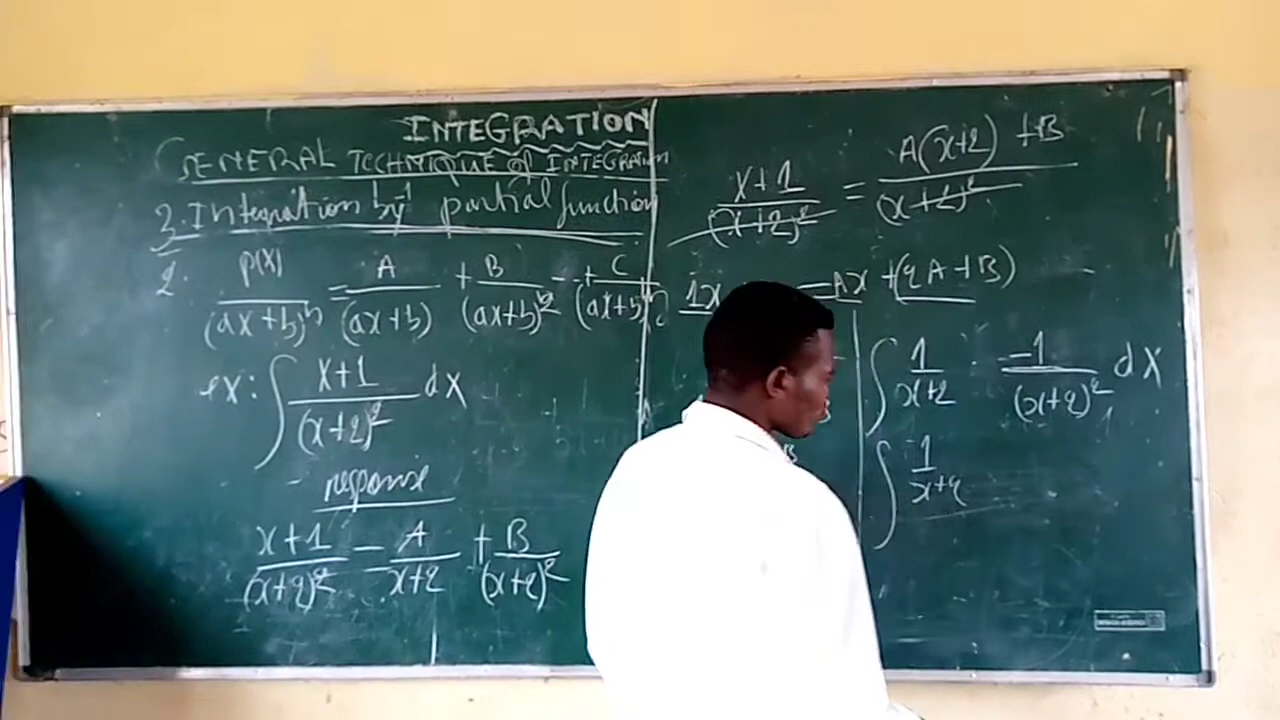 INTEGRATION
GENERAL TECHNIQUE of INTEGRATION
3. Integration by partial function
2. p(x)/(ax+b)^n = A/(ax+b) + B/(ax+b)^2 --+ C/(ax+b)^n
ex: ∫ x+1/(x+2)^2 dx
response
x+1/(x+2)^2 = A/x+2 + B/(x+2)^2
x+1/(x+2)^2 = A(x+2) + B/(x+2)^2
1x = Ax + (2A+B)
B
B
∫ 1/x+2 -1/(x+2)^2 dx
∫ 1/x+2